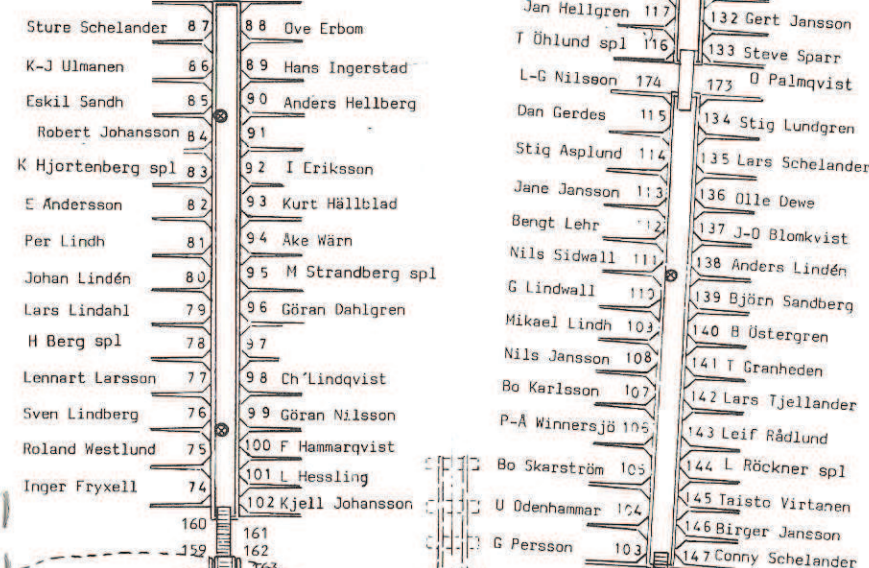 Sture Schelander 87
88 Ove Erbom
K-J Ulmanen 86
89 Hans Ingerstad
Eskil Sandh 85
90 Anders Hellberg
Robert Johansson 84
91
K Hjortenberg spl 83
92 I Eriksson
E Andersson 82
93 Kurt Hällblad
Per Lindh 81
94 Åke Wärn
Johan Lindén 80
95 M Strandberg spl
Lars Lindahl 79
96 Göran Dahlgren
H Berg spl 78
97
Lennart Larsson 77
98 Ch Lindqvist
Sven Lindberg 76
99 Göran Nilsson
Roland Westlund 75
100 F Hammarqvist
Inger Fryxell 74
101 L Hessling
102 Kjell Johansson
160
161
159
162
163
Jan Hellgren 117
132 Gert Jansson
T Öhlund spl 116
133 Steve Sparr
L-G Nilsson 174
173 O Palmqvist
Dan Gerdes 115
134 Stig Lundgren
Stig Asplund 114
135 Lars Schelander
Jane Jansson 113
136 Olle Dewe
Bengt Lehr 112
137 J-O Blomkvist
Nils Sidwall 111
138 Anders Lindén
G Lindwall 110
139 Björn Sandberg
Mikael Lindh 109
140 B Östergren
Nils Jansson 108
141 T Granheden
Bo Karlsson 107
142 Lars Tjellander
P-Å Winnersjö 106
143 Leif Rådlund
Bo Skarström 105
144 L Röckner spl
U Odenhammar 104
145 Taisto Virtanen
G Persson 103
146 Birger Jansson
147 Conny Schelander